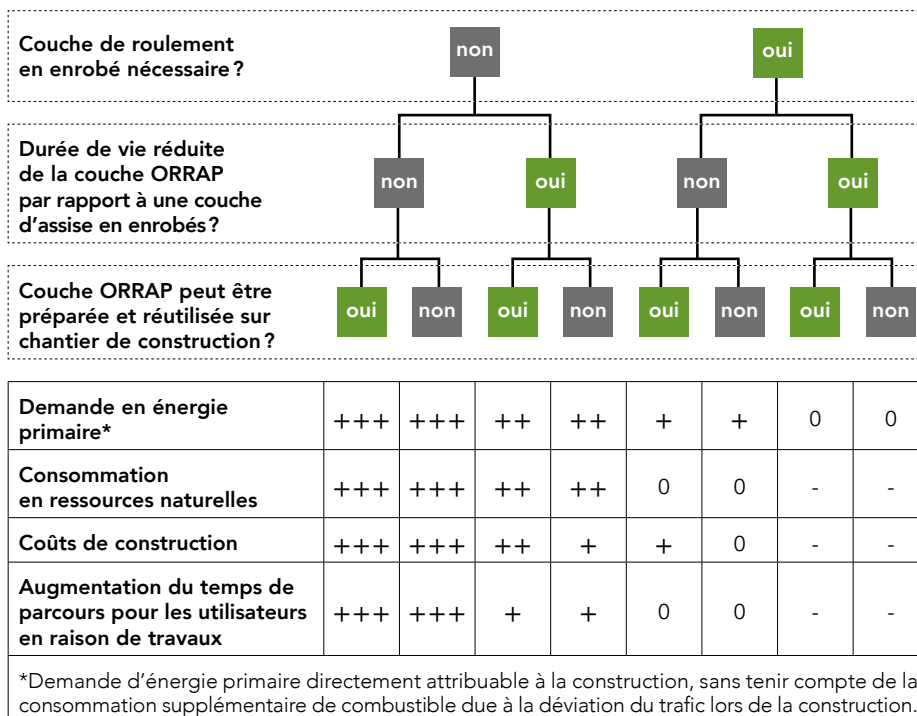 Couche de roulement
en enrobé nécessaire ?
non oui
Durée de vie réduite
de la couche ORRAP
par rapport à une couche
d'assise en enrobés ?
non oui non oui
Couche ORRAP peut être
préparée et réutilisée sur
chantier de construction ?
oui non oui non oui non oui non
Demande en énergie
primaire*
+++ +++ ++ ++ + + 0 0
Consommation
en ressources naturelles
+++ +++ ++ ++ 0 0 - -
Coûts de construction
+++ +++ ++ + + 0 - -
Augmentation du temps de
parcours pour les utilisateurs
en raison de travaux
+++ +++ + + 0 0 - -
*Demande d'énergie primaire directement attribuable à la construction, sans tenir compte de la
consommation supplémentaire de combustible due à la déviation du trafic lors de la construction.